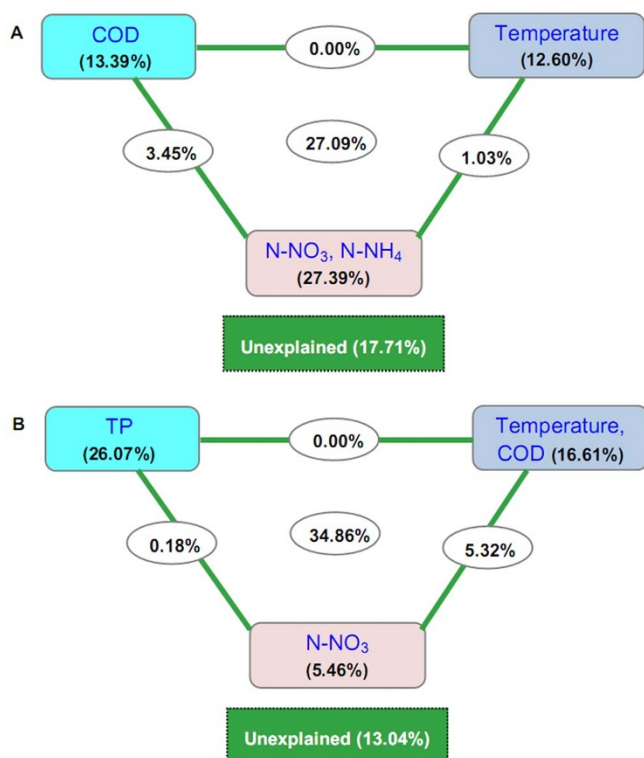 A
COD
(13.39%)
0.00%
Temperature
(12.60%)
3.45%
27.09%
1.03%
N-NO₃, N-NH₄
(27.39%)
Unexplained (17.71%)
B
TP
(26.07%)
0.00%
Temperature,
COD (16.61%)
0.18%
34.86%
5.32%
N-NO₃
(5.46%)
Unexplained (13.04%)